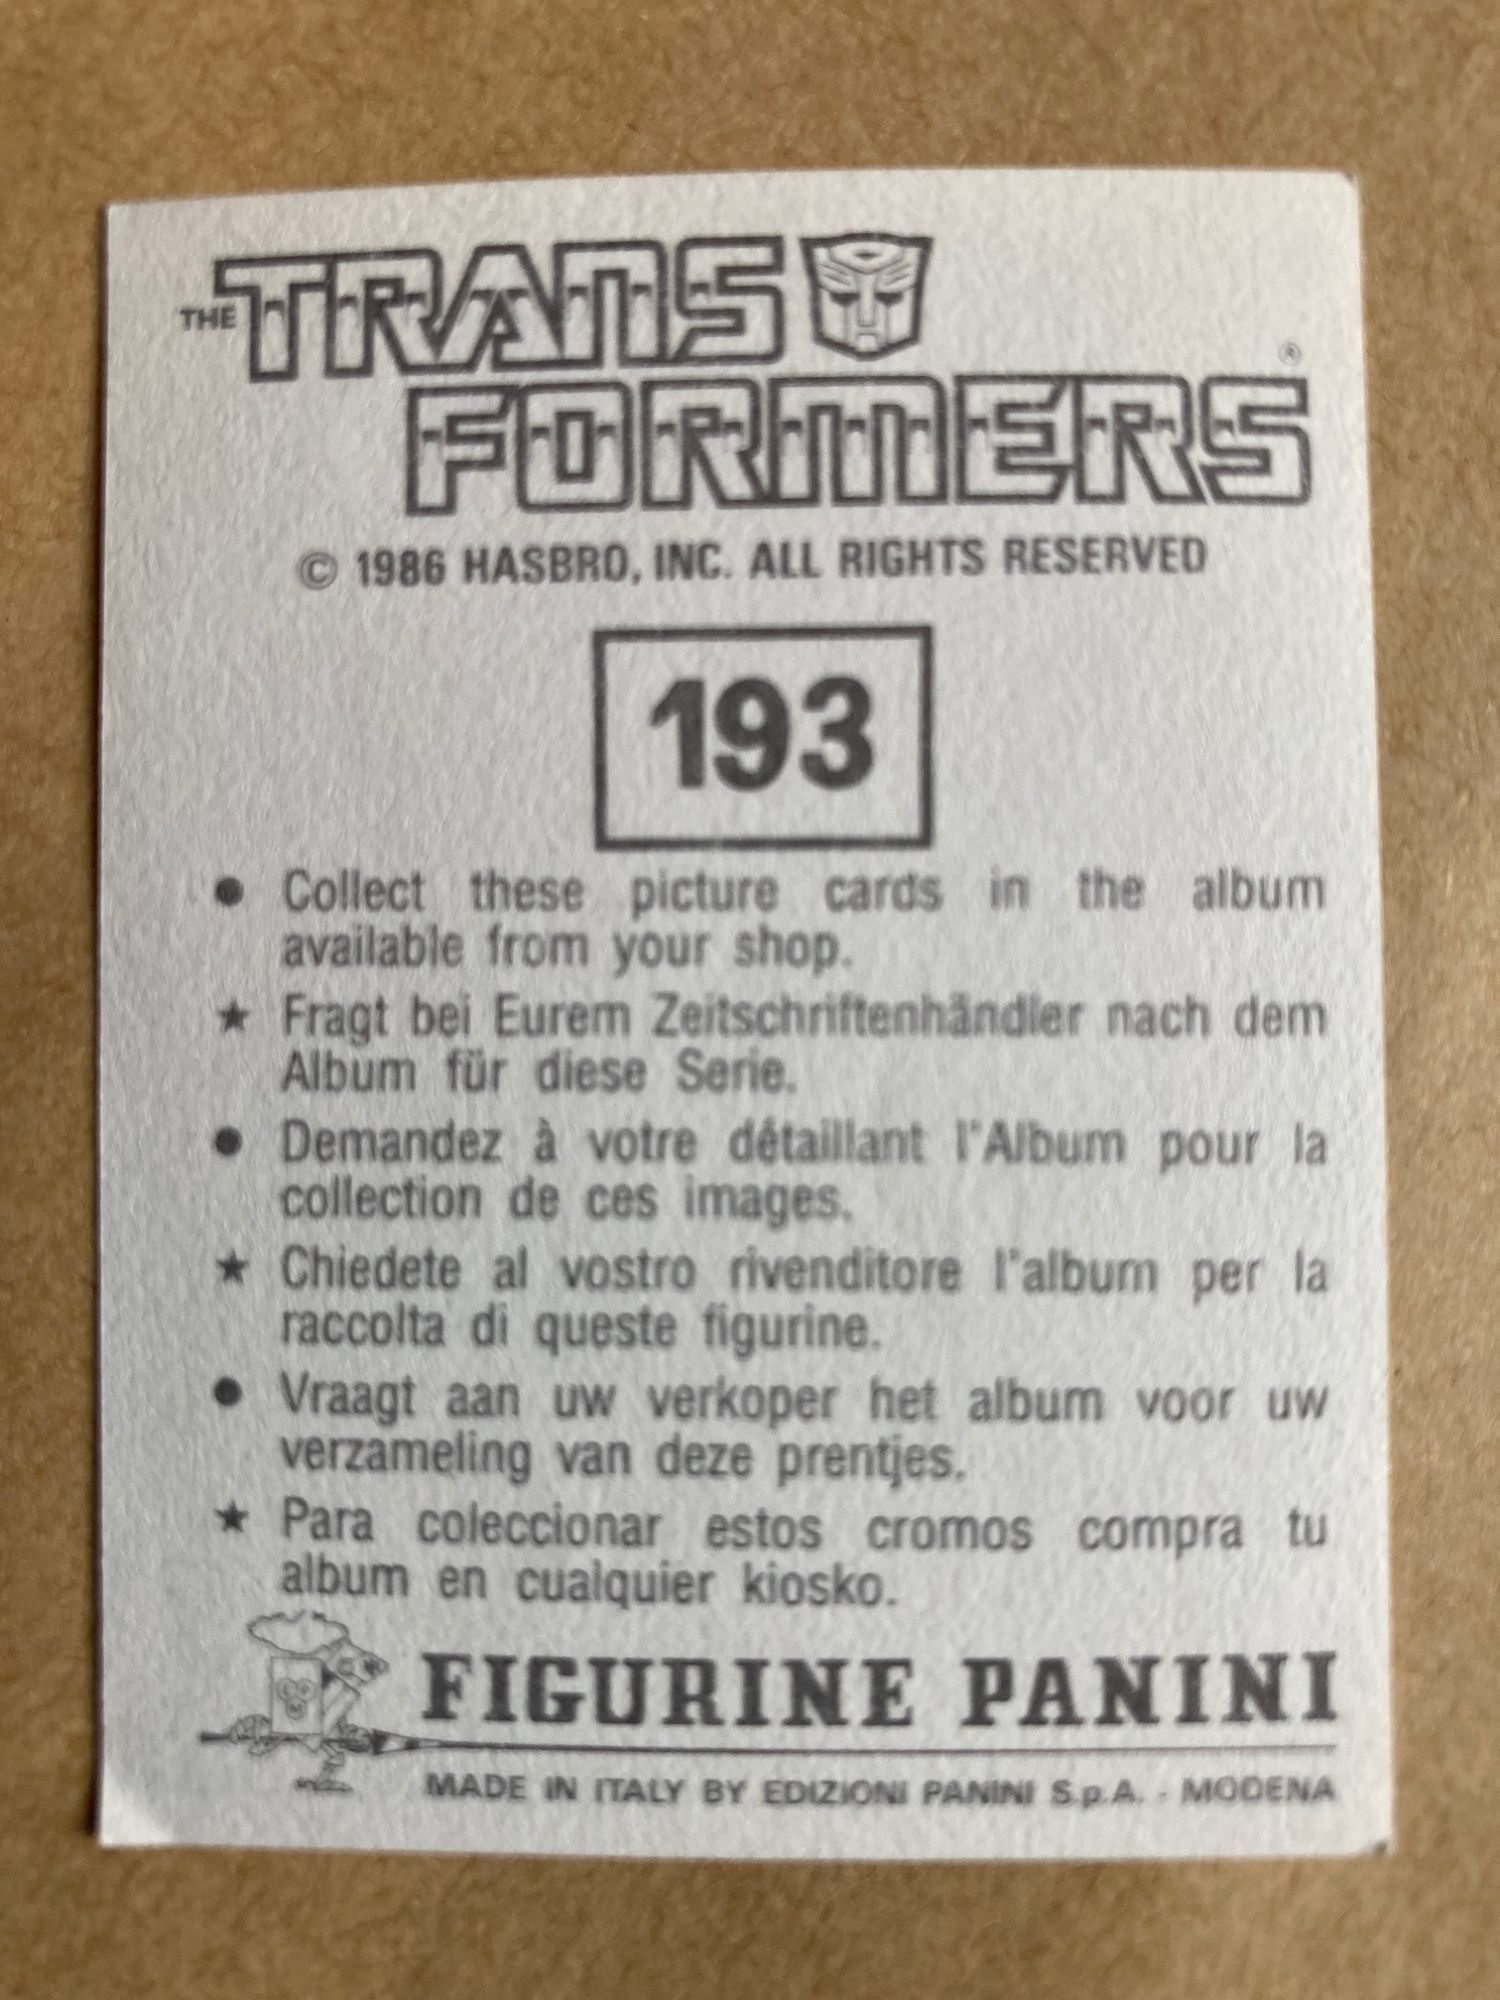 THE TRANS
FORMERS ®
© 1986 HASBRO, INC. ALL RIGHTS RESERVED
193
● Collect these picture cards in the album
available from your shop.
★ Fragt bei Eurem Zeitschriftenhändler nach dem
Album für diese Serie.
● Demandez à votre détaillant l'Album pour la
collection de ces images.
★ Chiedete al vostro rivenditore l'album per la
raccolta di queste figurine.
● Vraagt aan uw verkoper het album voor uw
verzameling van deze prentjes.
★ Para coleccionar estos cromos compra tu
album en cualquier kiosko.
FIGURINE PANINI
MADE IN ITALY BY EDIZIONI PANINI S.p.A. - MODENA